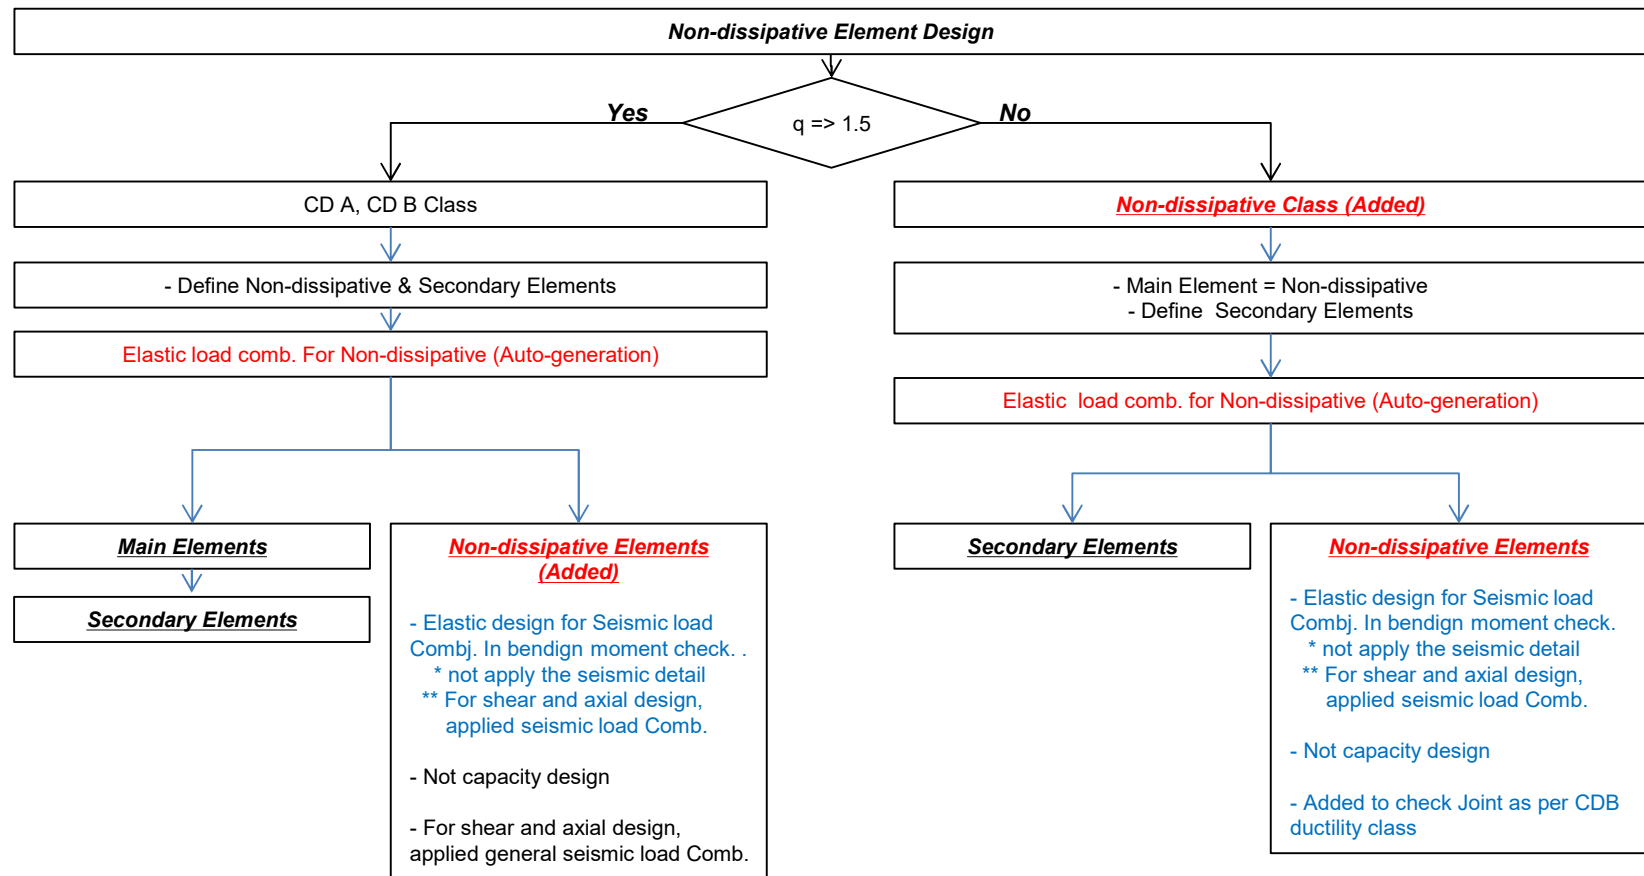 Non-dissipative Element Design
q => 1.5
Yes
No
CD A, CD B Class
- Define Non-dissipative & Secondary Elements
Elastic load comb. For Non-dissipative (Auto-generation)
Main Elements
Secondary Elements
Non-dissipative Elements
(Added)
- Elastic design for Seismic load
Combj. In bendign moment check. .
* not apply the seismic detail
** For shear and axial design,
applied seismic load Comb.
- Not capacity design
- For shear and axial design,
applied general seismic load Comb.
Non-dissipative Class (Added)
- Main Element = Non-dissipative
- Define  Secondary Elements
Elastic  load comb. for Non-dissipative (Auto-generation)
Secondary Elements
Non-dissipative Elements
- Elastic design for Seismic load
Combj. In bendign moment check.
* not apply the seismic detail
** For shear and axial design,
applied seismic load Comb.
- Not capacity design
- Added to check Joint as per CDB
ductility class